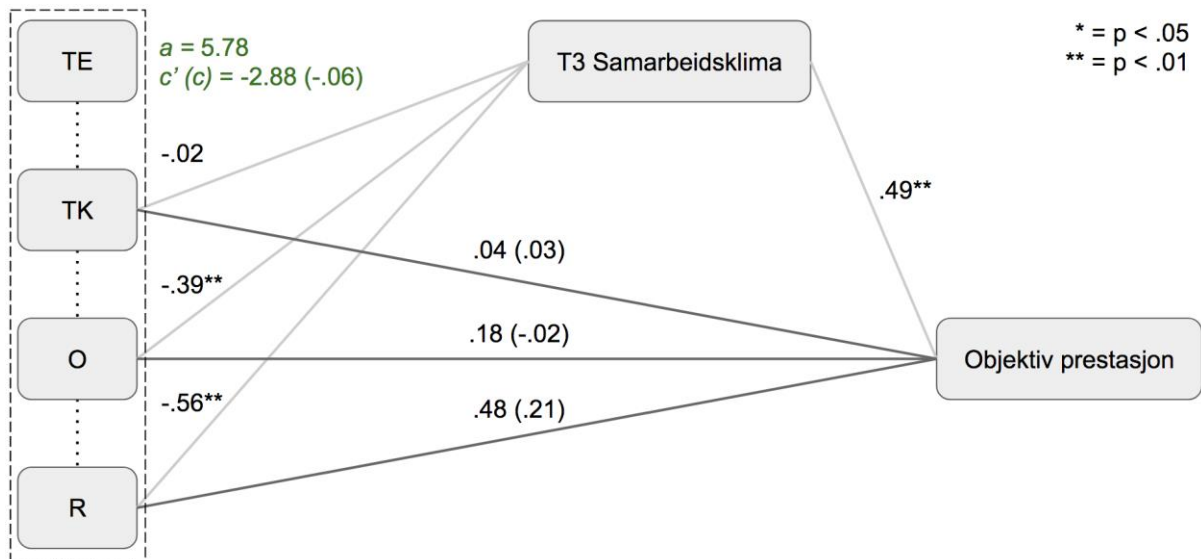 TE
a = 5.78
c' (c) = -2.88 (-.06)
T3 Samarbeidsklima
* = p < .05
** = p < .01
-.02
TK
.49**
.04 (.03)
-.39**
.18 (-.02)
O
Objektiv prestasjon
-.56**
.48 (.21)
R